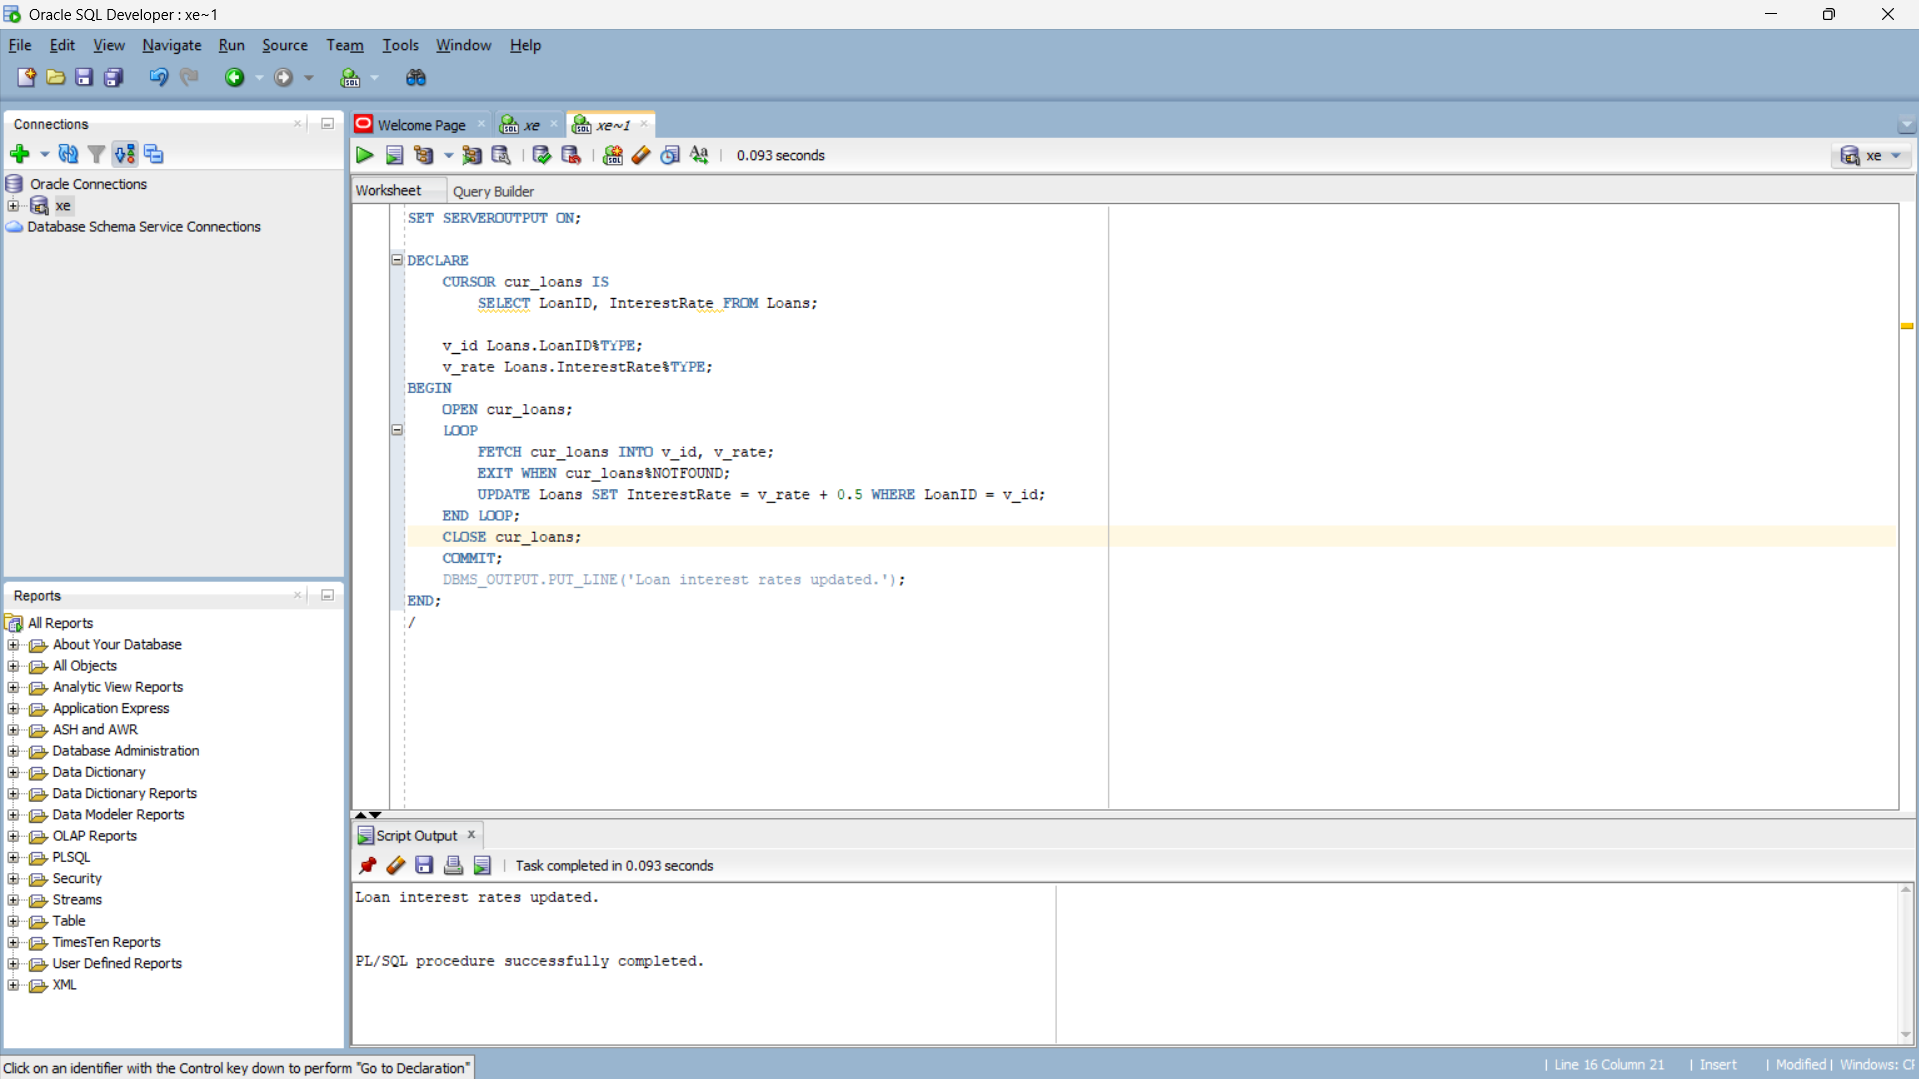 Oracle SQL Developer : xe~1
File Edit View Navigate Run Source Team Tools Window Help
Connections
Oracle Connections
xe
Database Schema Service Connections
Reports
All Reports
About Your Database
All Objects
Analytic View Reports
Application Express
ASH and AWR
Database Administration
Data Dictionary
Data Dictionary Reports
Data Modeler Reports
OLAP Reports
PLSQL
Security
Streams
Table
TimesTen Reports
User Defined Reports
XML
Welcome Page xe xe~1
0.093 seconds
xe
Worksheet Query Builder
SET SERVEROUTPUT ON;
DECLARE
CURSOR cur_loans IS
SELECT LoanID, InterestRate FROM Loans;
v_id Loans.LoanID%TYPE;
v_rate Loans.InterestRate%TYPE;
BEGIN
OPEN cur_loans;
LOOP
FETCH cur_loans INTO v_id, v_rate;
EXIT WHEN cur_loans%NOTFOUND;
UPDATE Loans SET InterestRate = v_rate + 0.5 WHERE LoanID = v_id;
END LOOP;
CLOSE cur_loans;
COMMIT;
DBMS_OUTPUT.PUT_LINE('Loan interest rates updated.');
END;
/
Script Output
Task completed in 0.093 seconds
Loan interest rates updated.
PL/SQL procedure successfully completed.
Click on an identifier with the Control key down to perform "Go to Declaration"
| Line 16 Column 21 | Insert | Modified | Windows: C